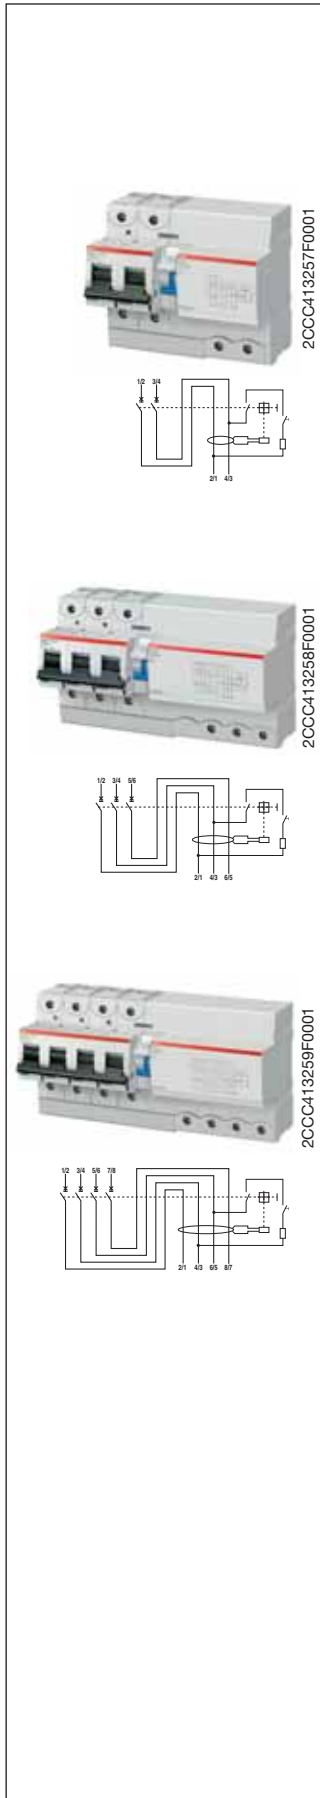 2CCC413257F0001
1/2 3/4
2/1 4/3
2CCC413258F0001
1/2 3/4 5/6
2/1 4/3 6/5
2CCC413259F0001
1/2 3/4 5/6 7/8
2/1 4/3 6/5 8/7